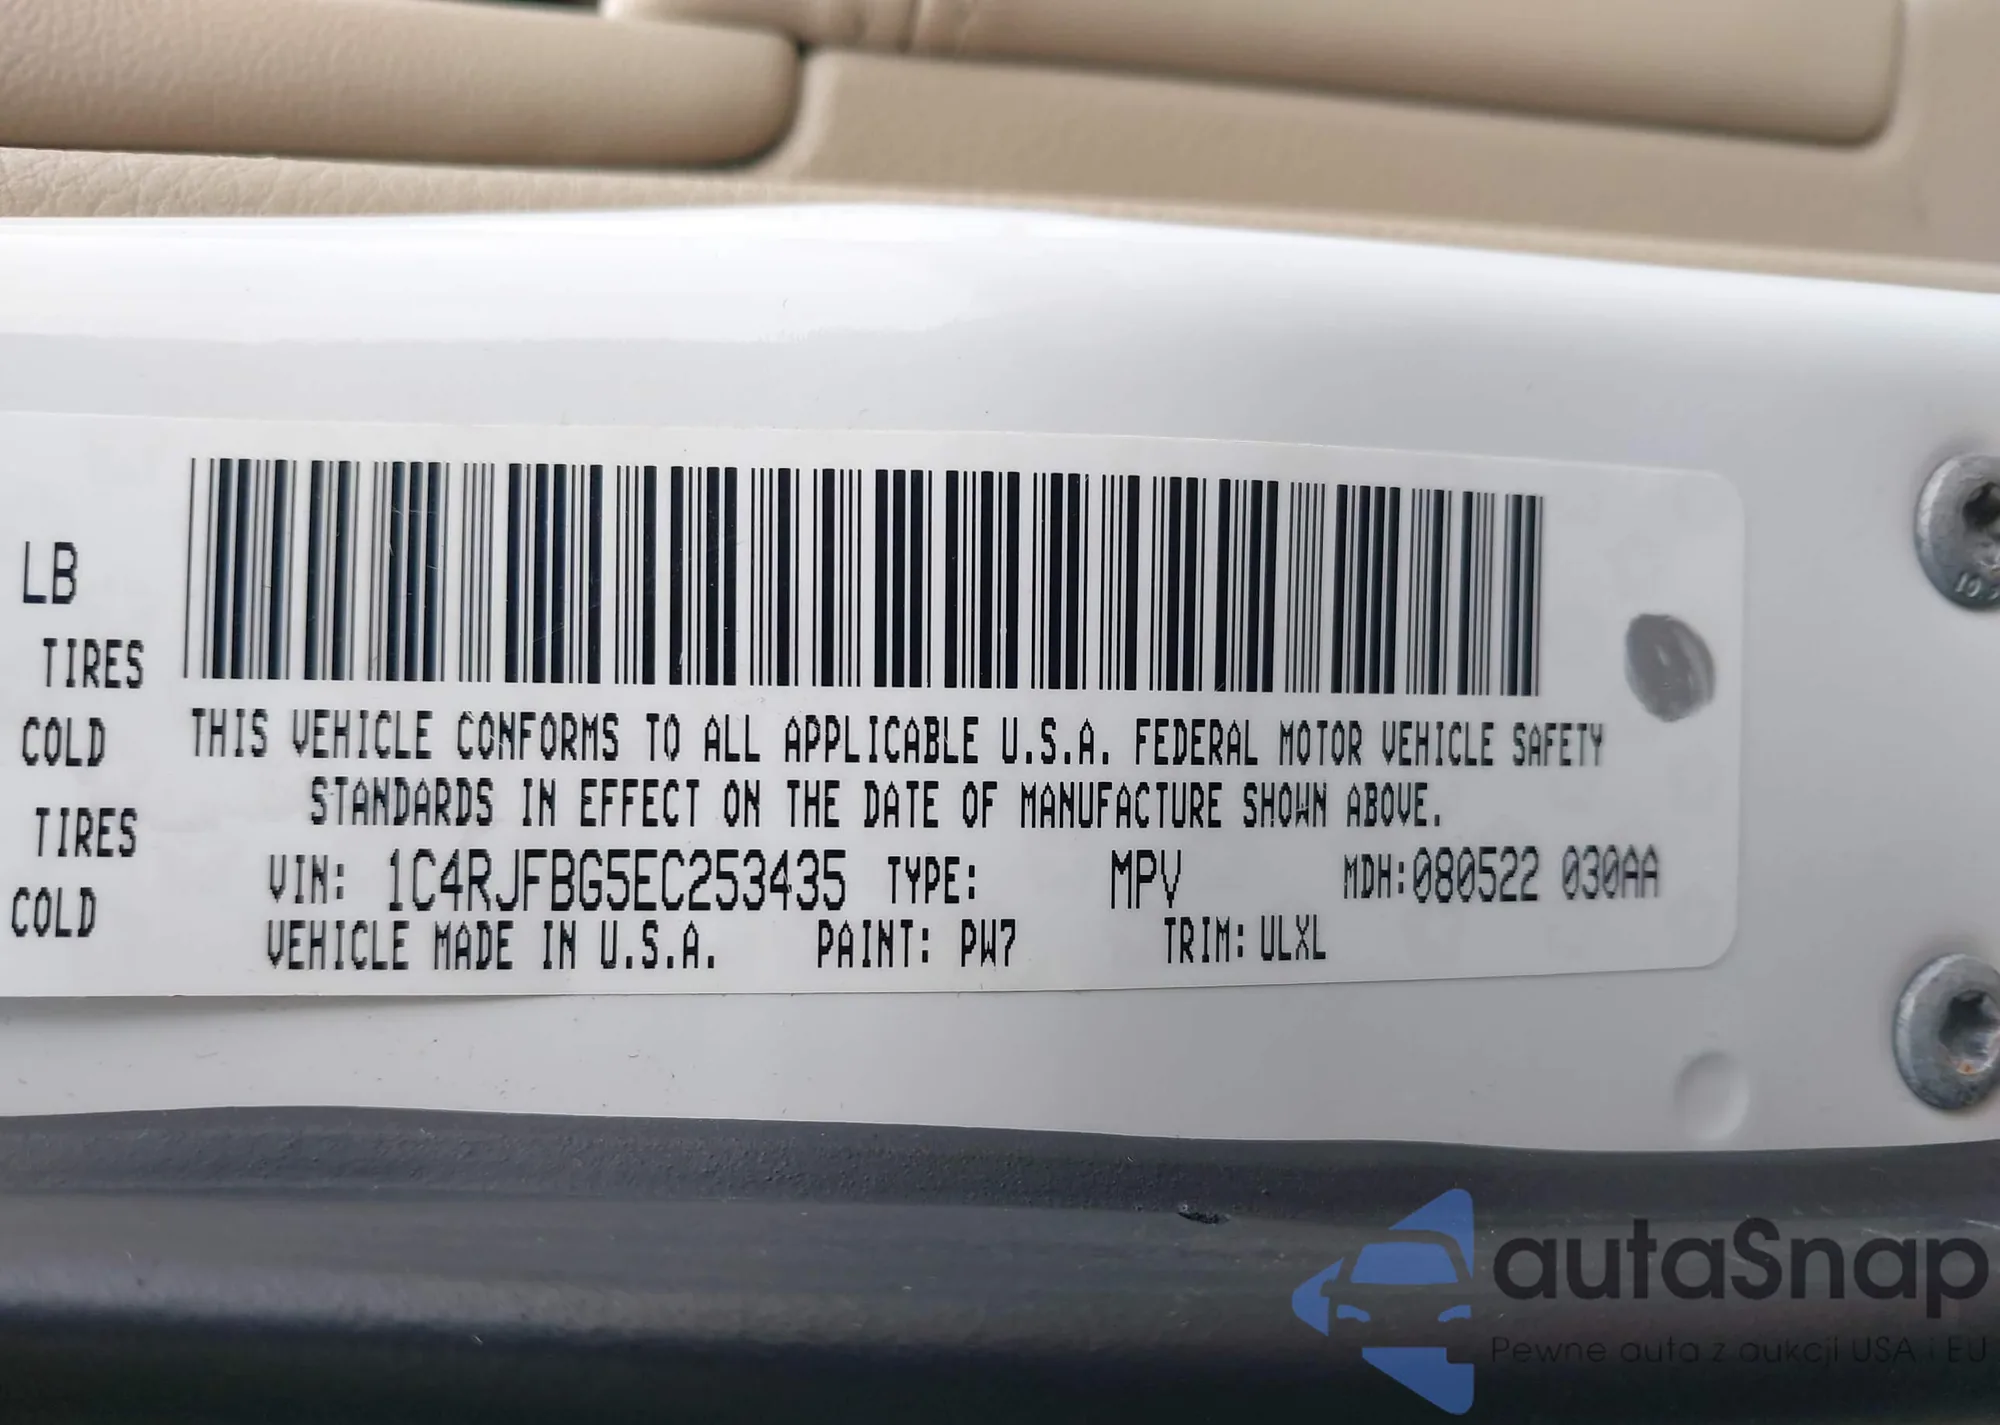 LB
TIRES
COLD
TIRES
COLD
THIS VEHICLE CONFORMS TO ALL APPLICABLE U.S.A. FEDERAL MOTOR VEHICLE SAFETY
STANDARDS IN EFFECT ON THE DATE OF MANUFACTURE SHOWN ABOVE.
VIN: 1C4RJFBG5EC253435 TYPE: MPV MDH:080522 030AA
VEHICLE MADE IN U.S.A. PAINT: PW7 TRIM: ULXL
autaSnap
Pewne auta z aukcji USA i EU